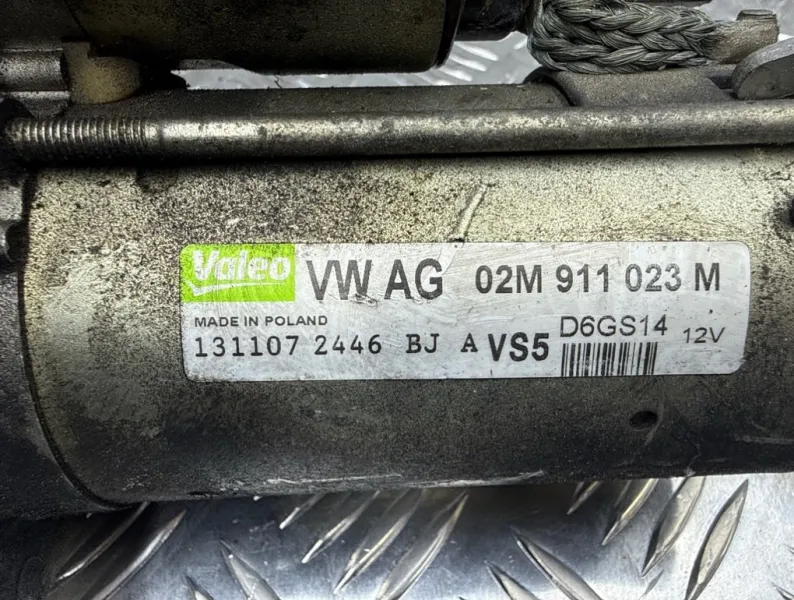 Valeo VW AG 02M 911 023 M
MADE IN POLAND
D6GS14 12V
131107 2446 BJ A VS5